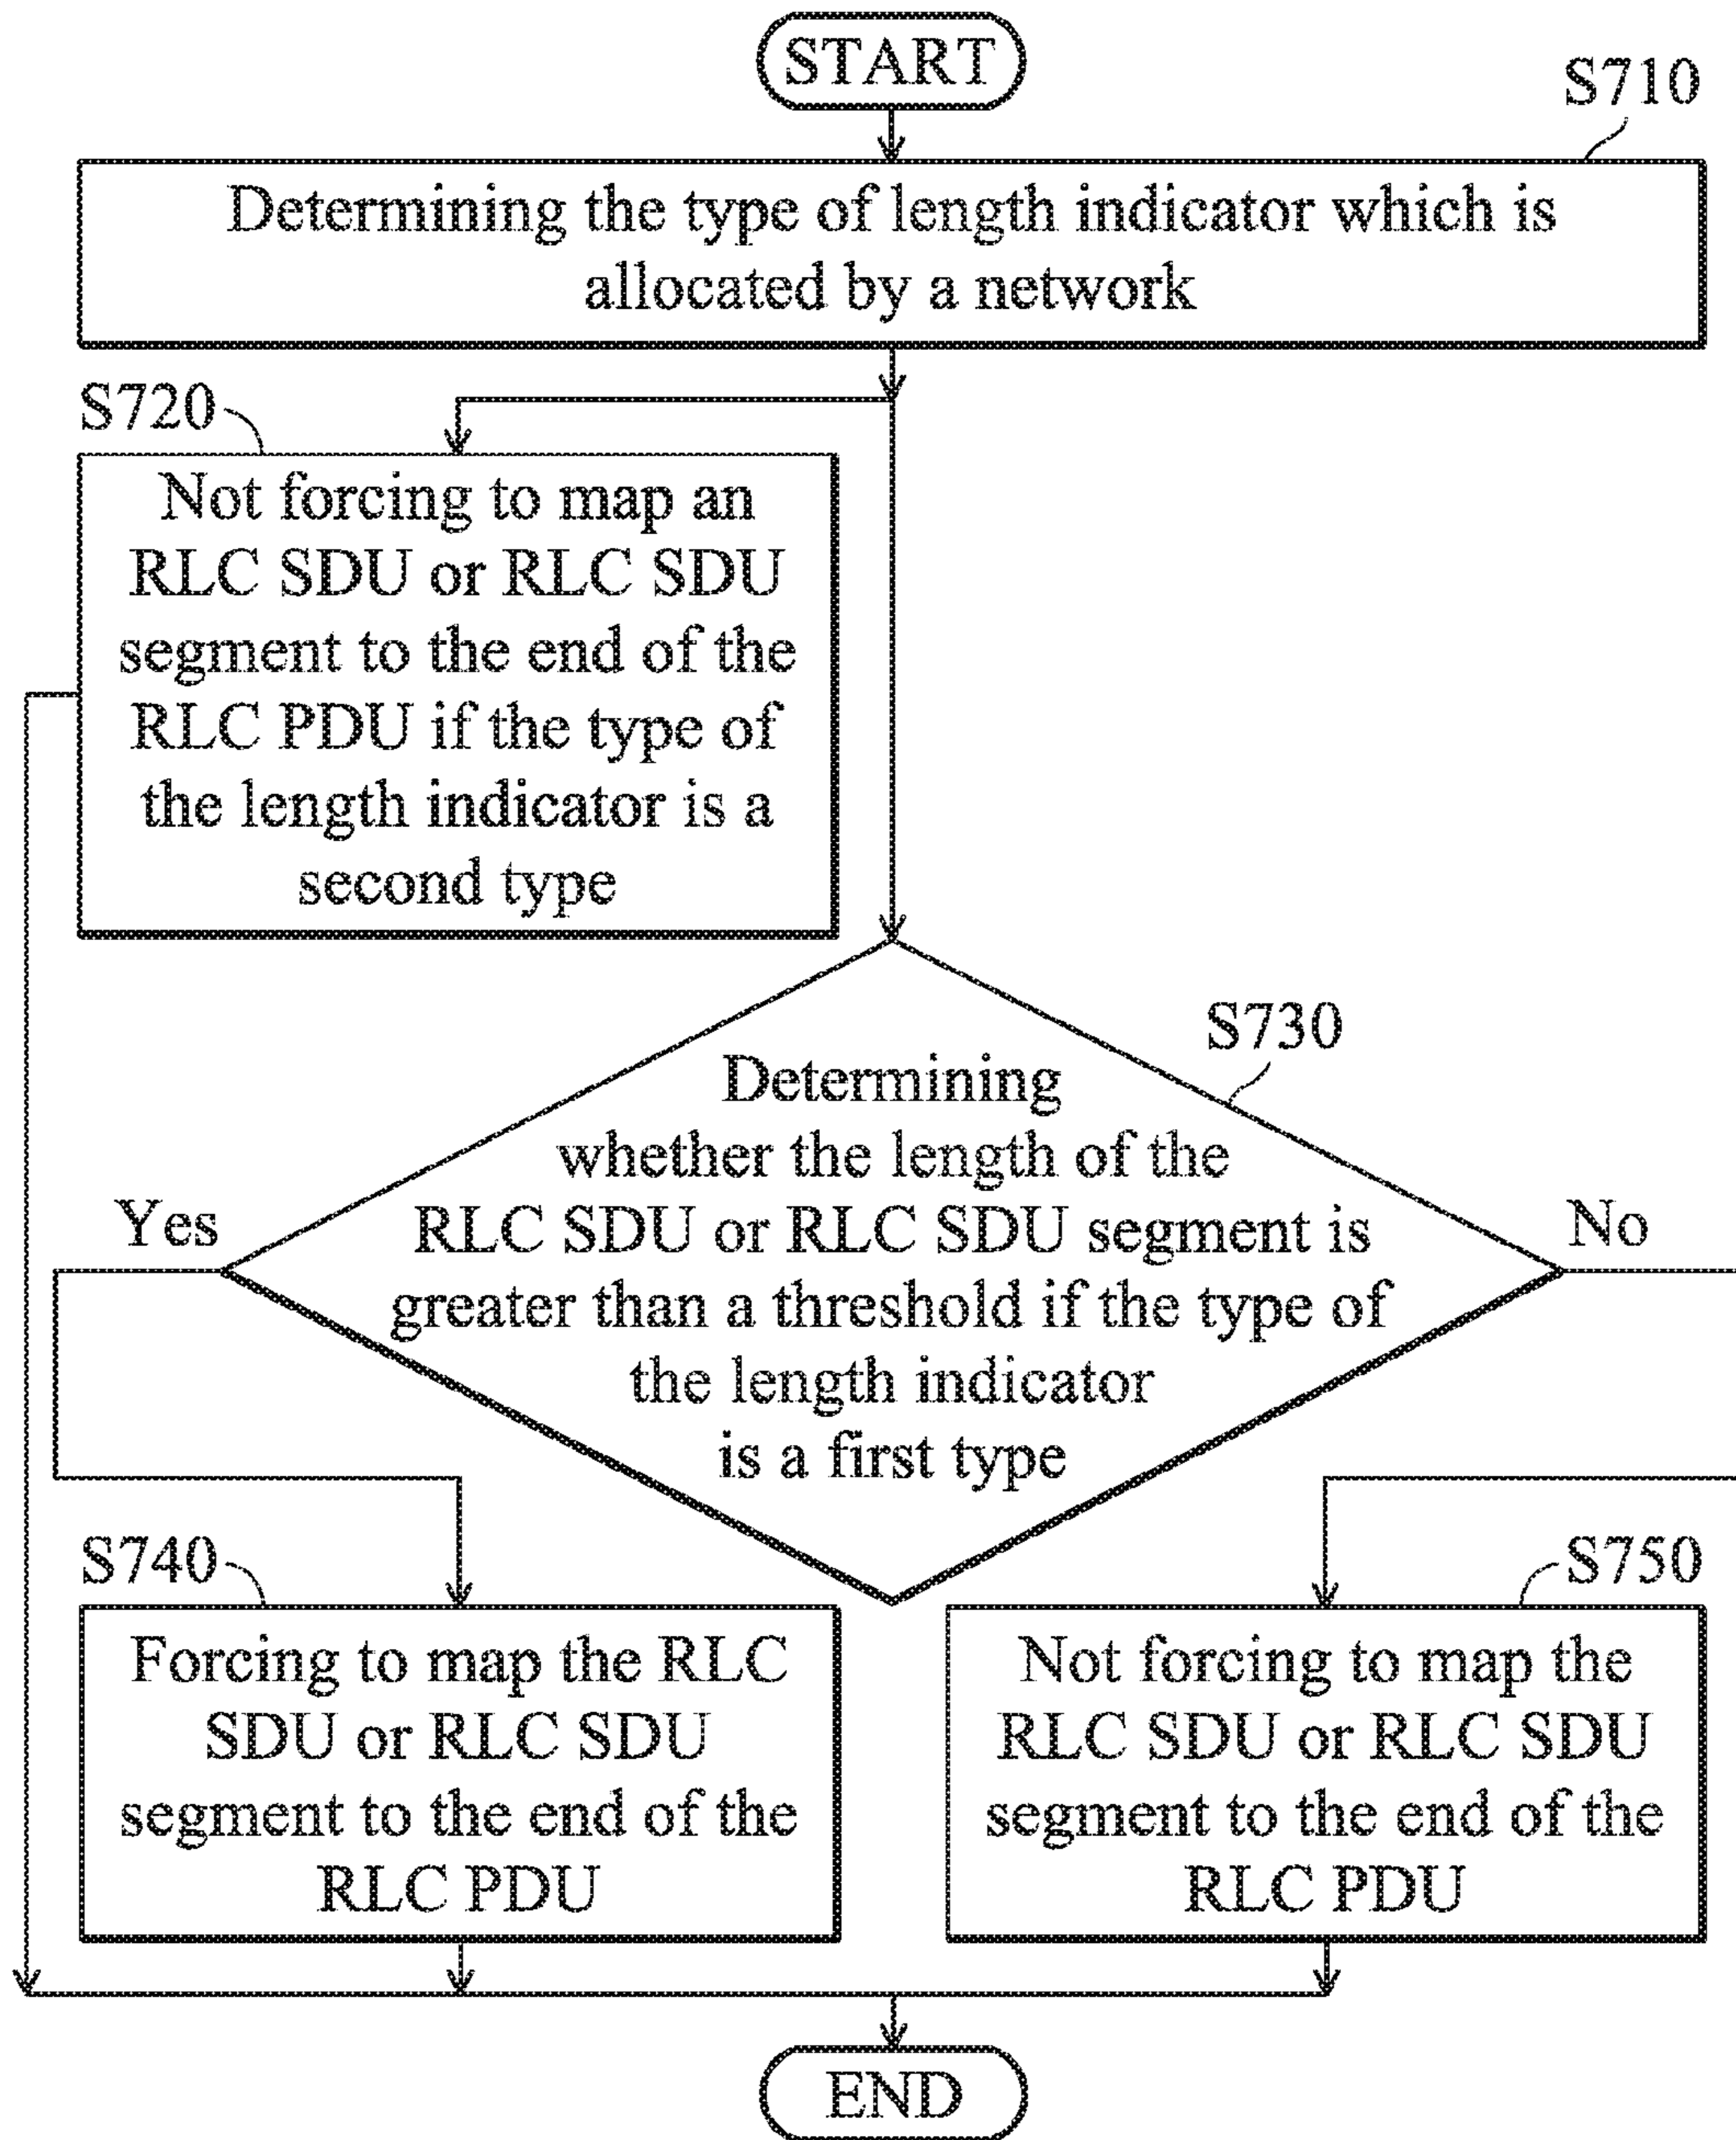 START
S710
Determining the type of length indicator which is
allocated by a network
S720
Not forcing to map an
RLC SDU or RLC SDU
segment to the end of the
RLC PDU if the type of
the length indicator is a
second type
S730
Determining
whether the length of the
RLC SDU or RLC SDU segment is
greater than a threshold if the type of
the length indicator
is a first type
Yes
No
S740
Forcing to map the RLC
SDU or RLC SDU
segment to the end of the
RLC PDU
S750
Not forcing to map the
RLC SDU or RLC SDU
segment to the end of the
RLC PDU
END